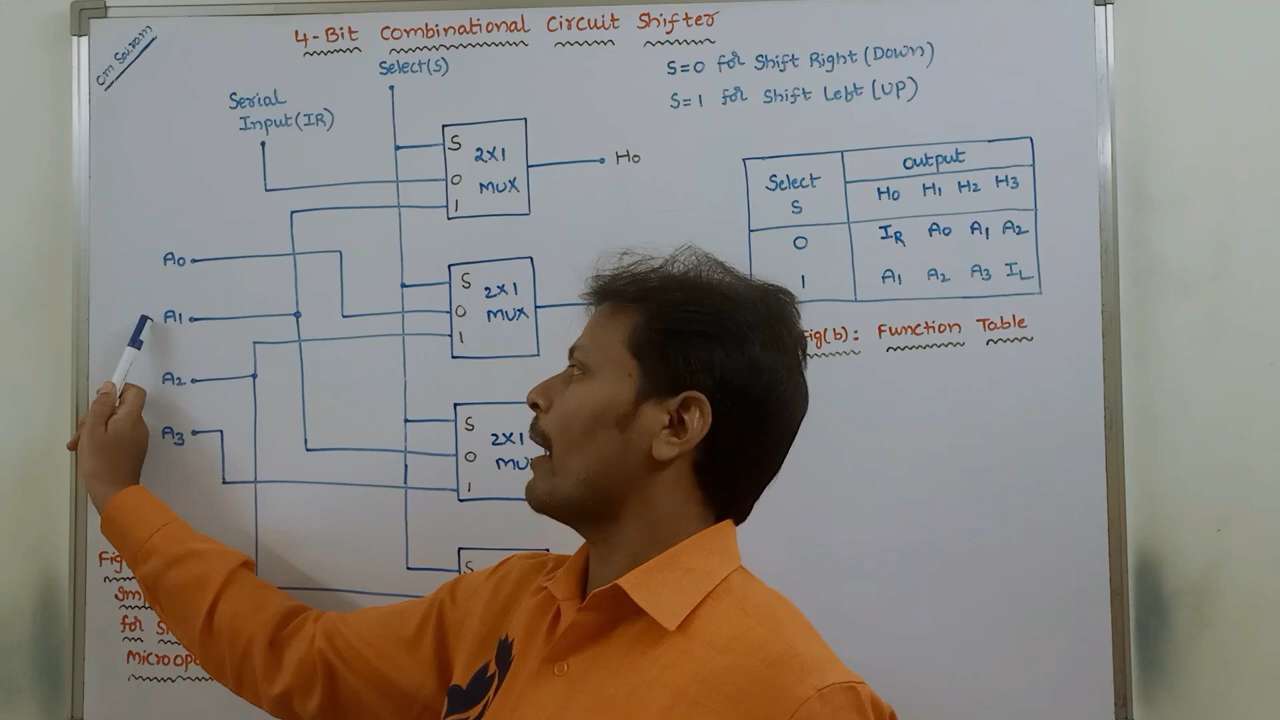 Om Sairam
4-Bit Combinational Circuit Shifter
Select(S)
Serial
Input(IR)
S=0 for Shift Right (Down)
S=1 for Shift Left (UP)
S
0
1
2X1
MUX
H0
A0
A1
A2
A3
S
0
1
2X1
MUX
S
0
1
2X1
S
Select
S
output
H0 H1 H2 H3
0 IR A0 A1 A2
1 A1 A2 A3 IL
Fig(b): Function Table
for